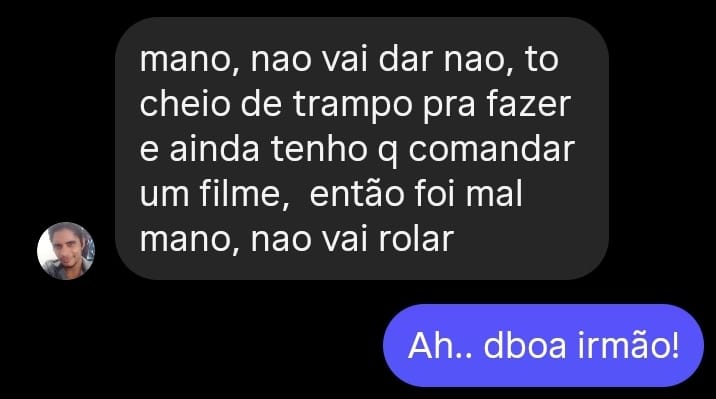 mano, nao vai dar nao, to
cheio de trampo pra fazer
e ainda tenho q comandar
um filme,  então foi mal
mano, nao vai rolar
Ah.. dboa irmão!